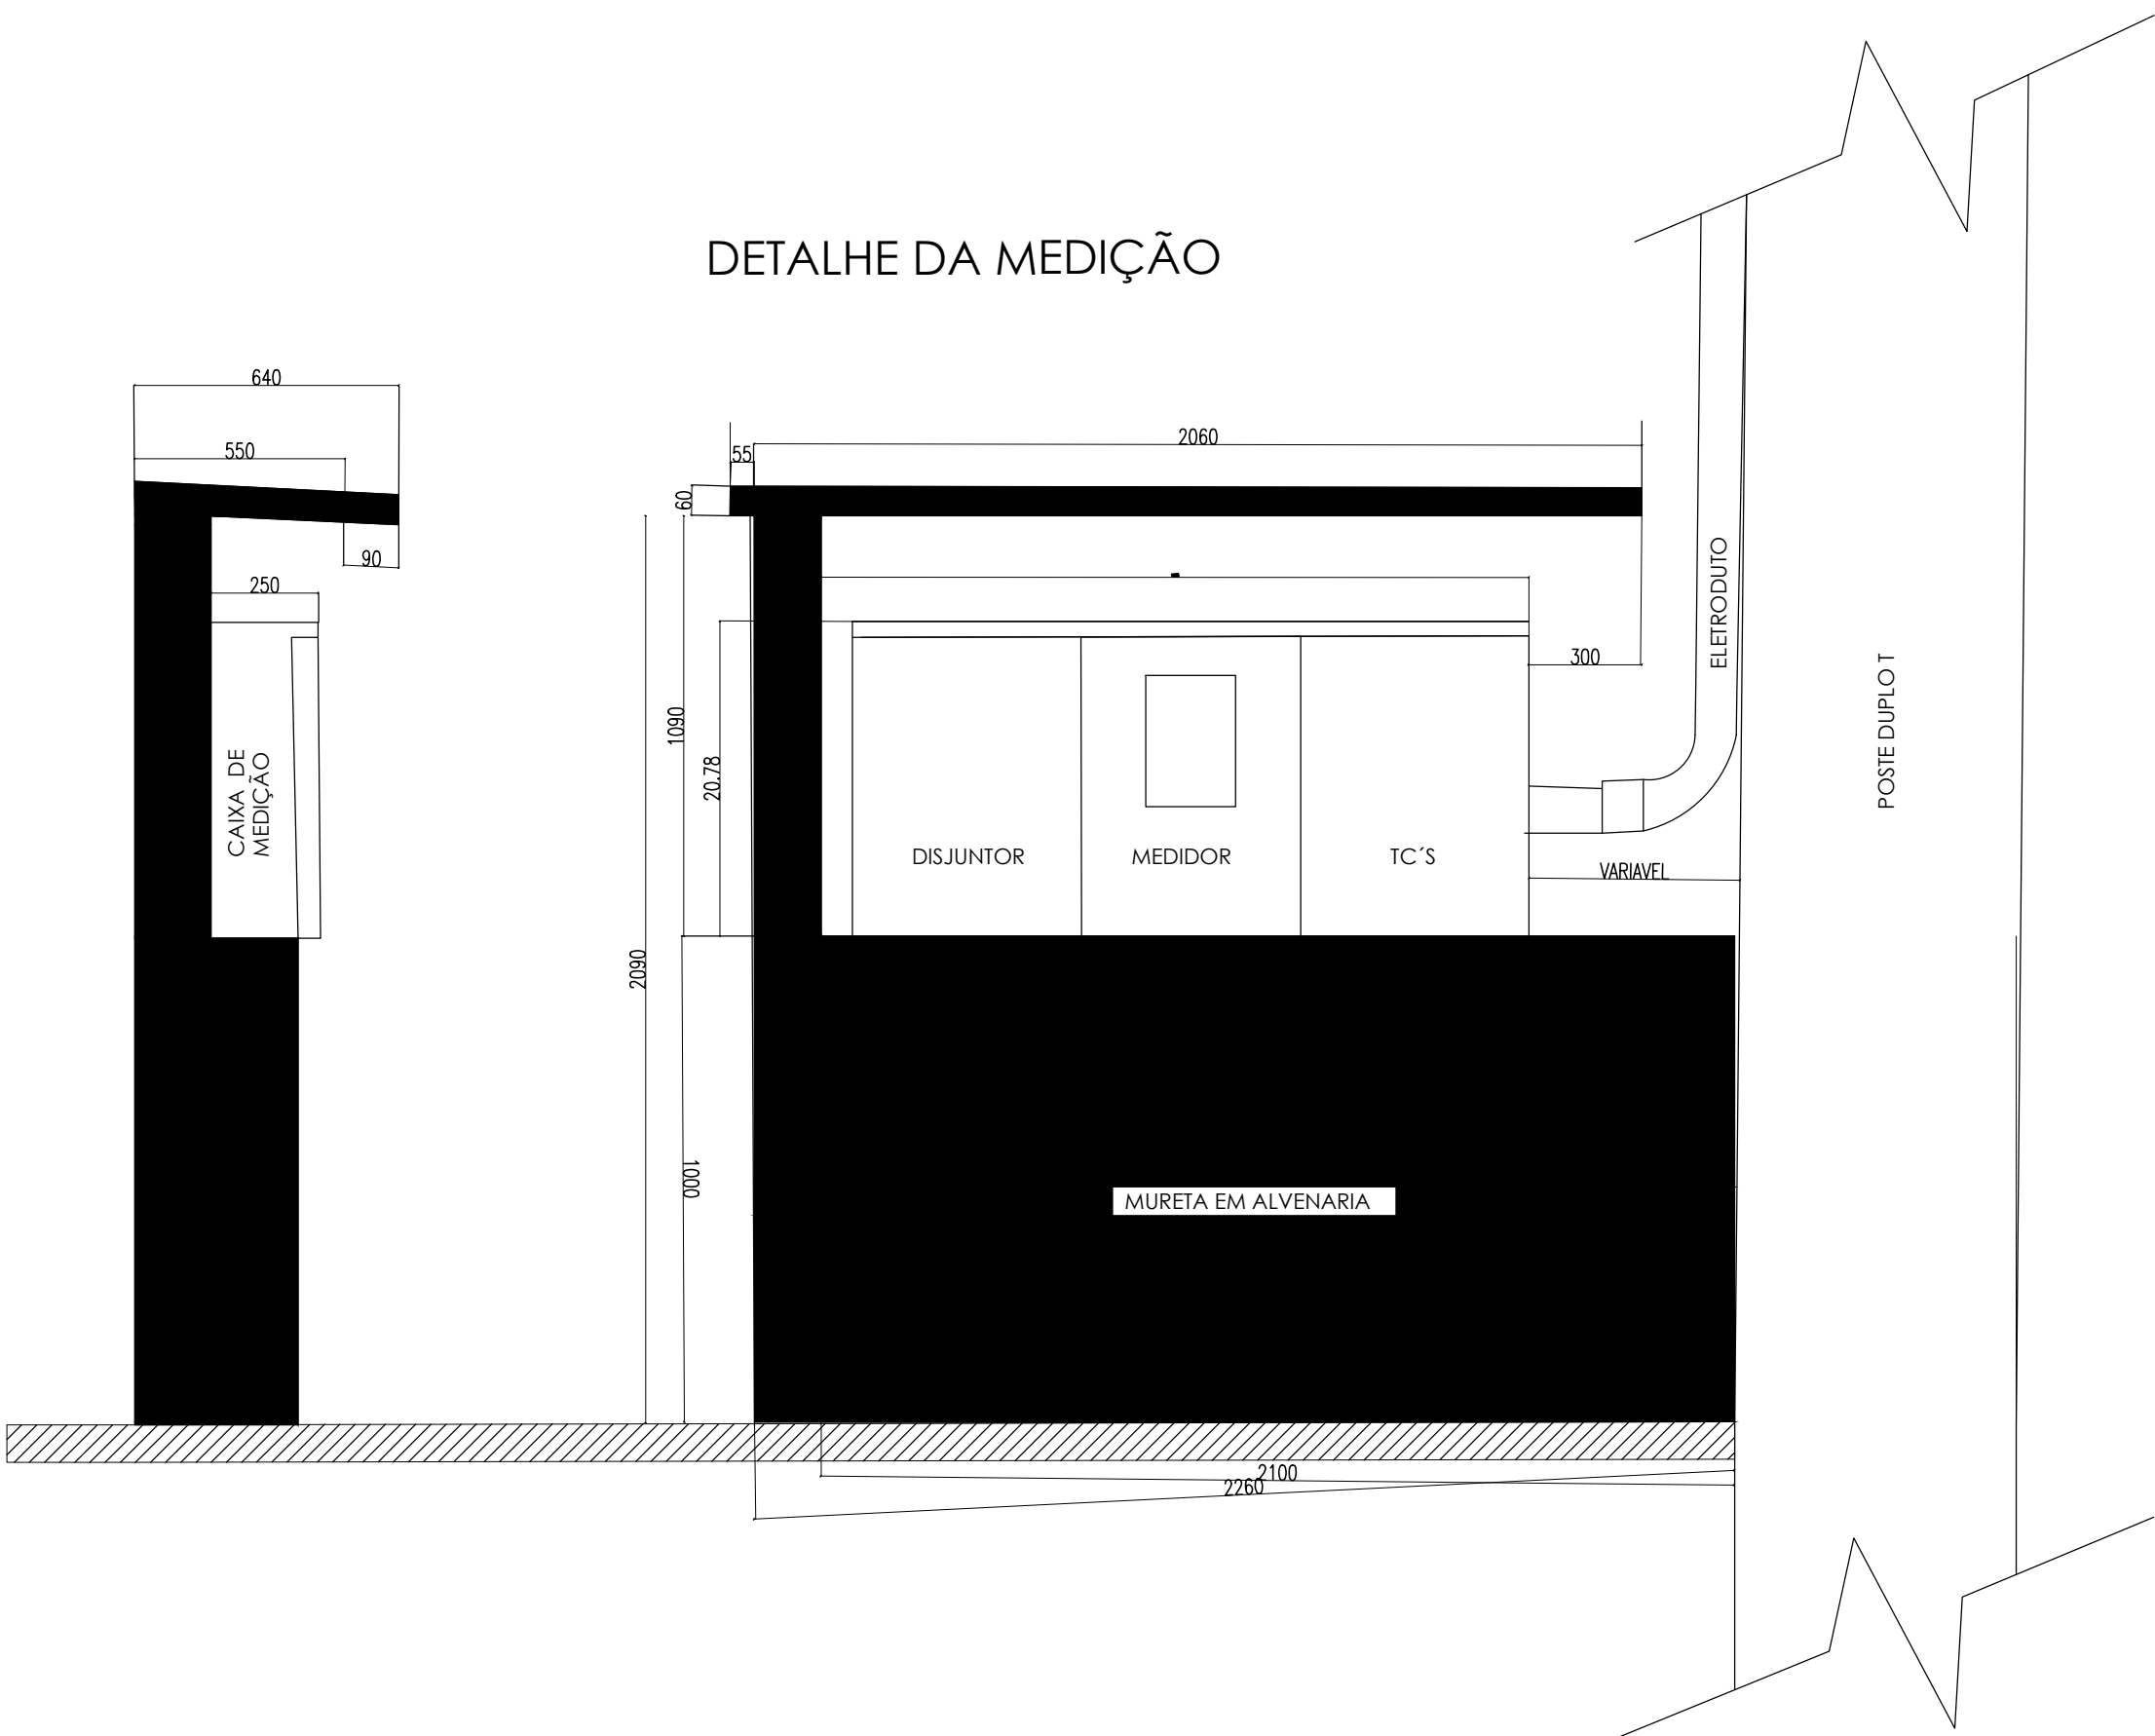 DETALHE DA MEDIÇÃO
640
550
90
250
CAIXA DE
MEDIÇÃO
2060
55
60
1090
20.78
2090
1000
300
DISJUNTOR
MEDIDOR
TC´S
VARIAVEL
ELETRODUTO
POSTE DUPLO T
MURETA EM ALVENARIA
2100
2260